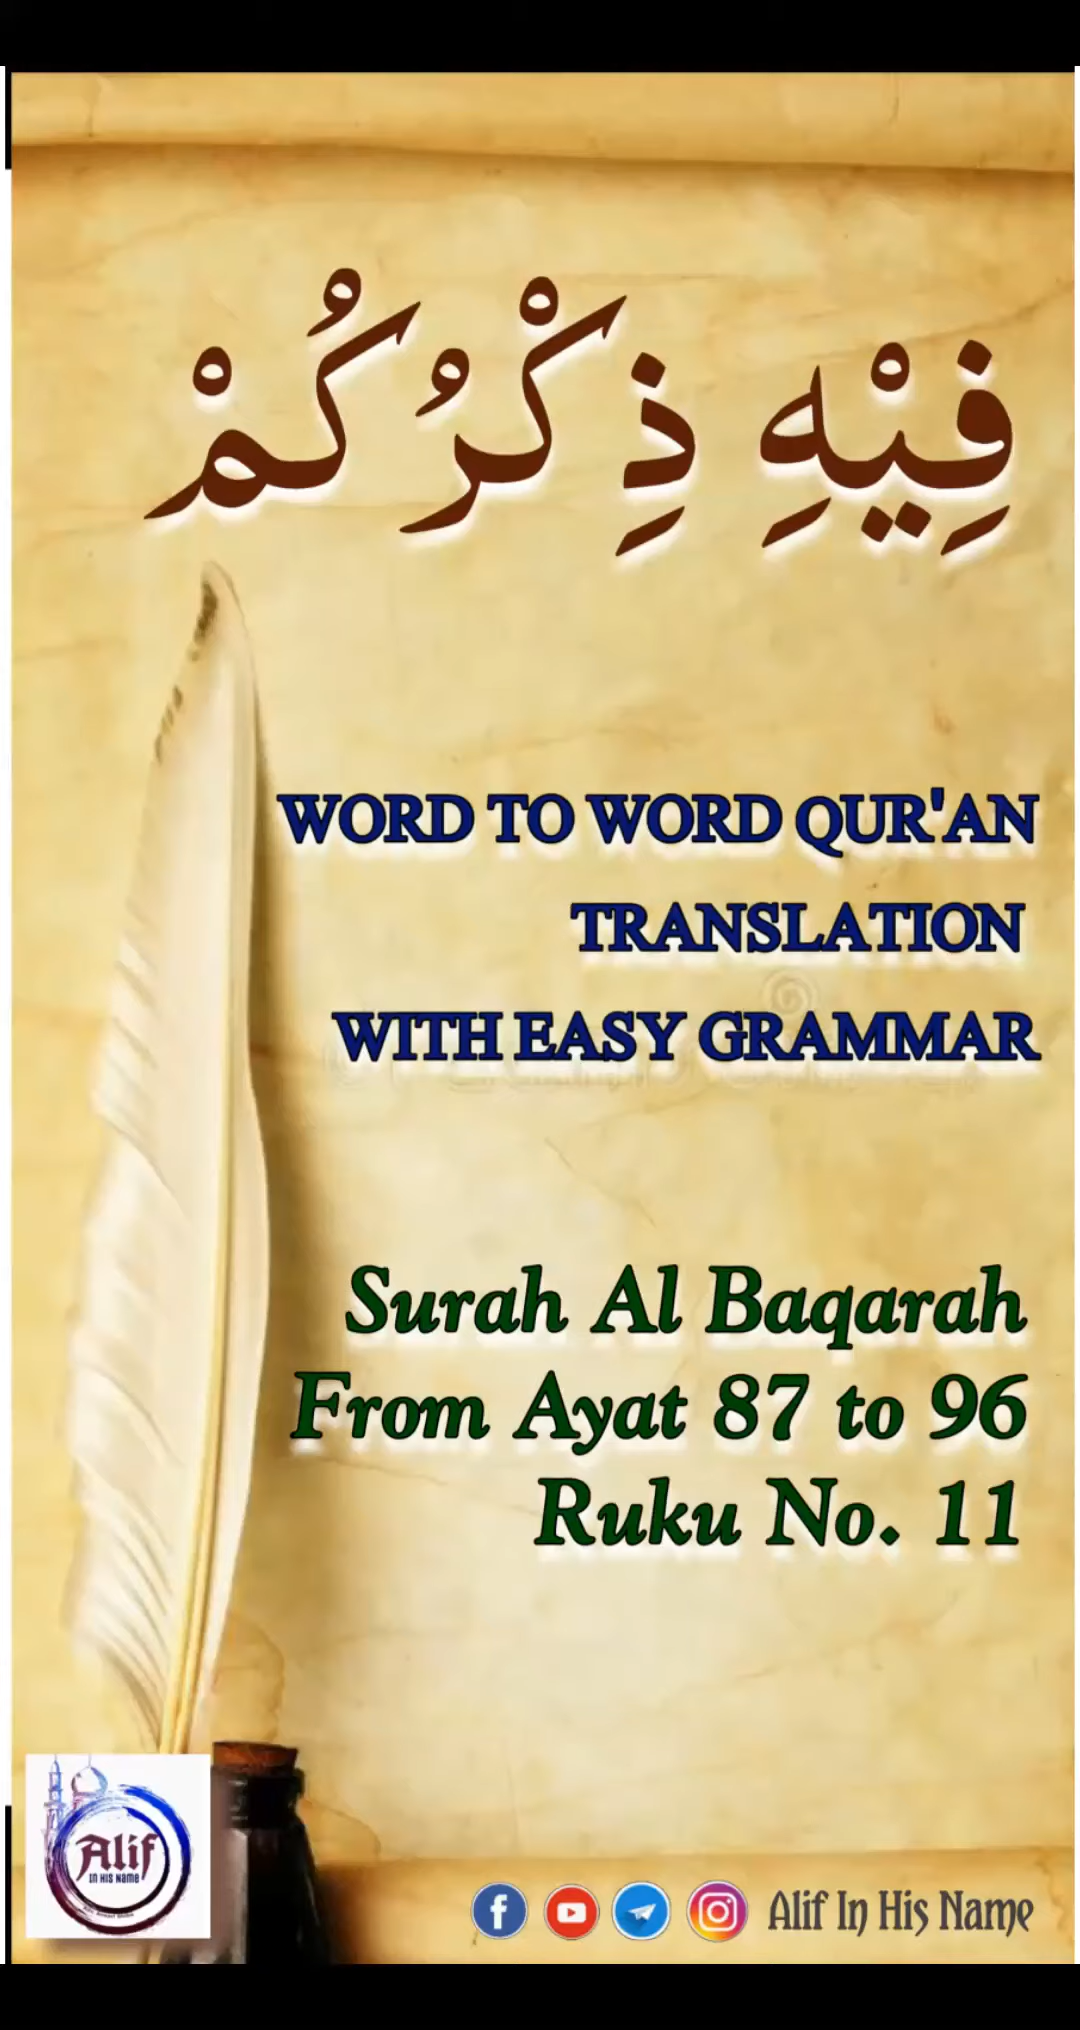 فِيْهِ ذِكْرُكُمْ
WORD TO WORD QUR'AN
TRANSLATION
WITH EASY GRAMMAR
Surah Al Baqarah
From Ayat 87 to 96
Ruku No. 11
Alif
IN HIS NAME
Alif In His Name